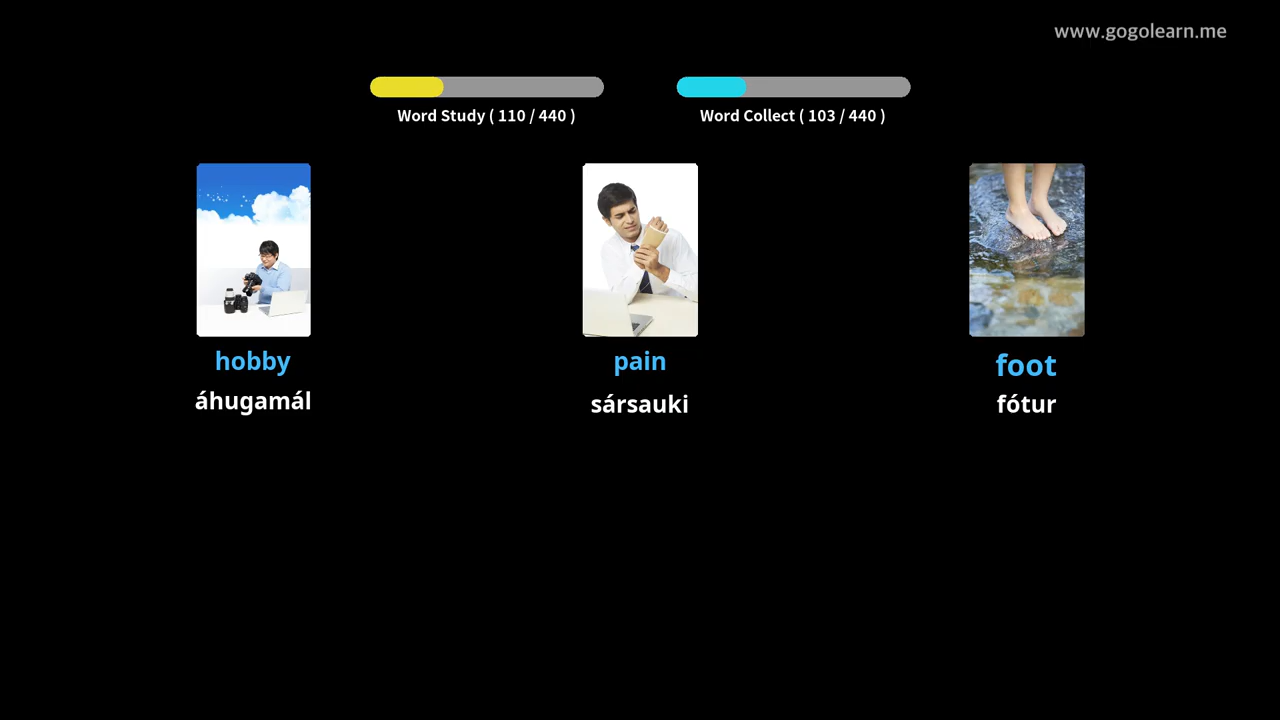 www.gogolearn.me
Word Study ( 110 / 440 )
Word Collect ( 103 / 440 )
hobby
áhugamál
pain
sársauki
foot
fótur